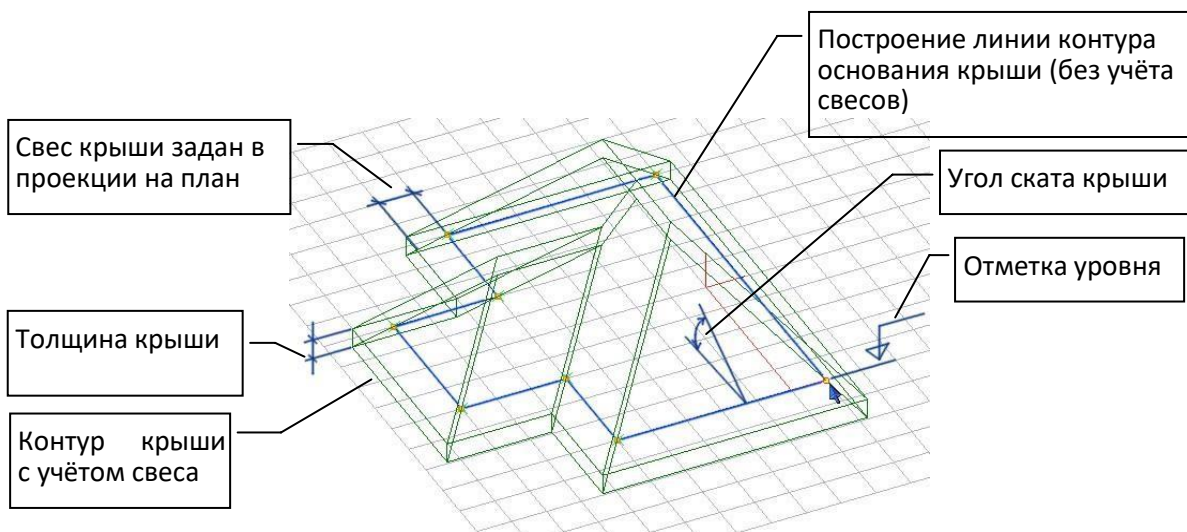 Построение линии контура
основания крыши (без учёта
свесов)
Свес крыши задан в
проекции на план
Угол ската крыши
Отметка уровня
Толщина крыши
Контур крыши
с учётом свеса